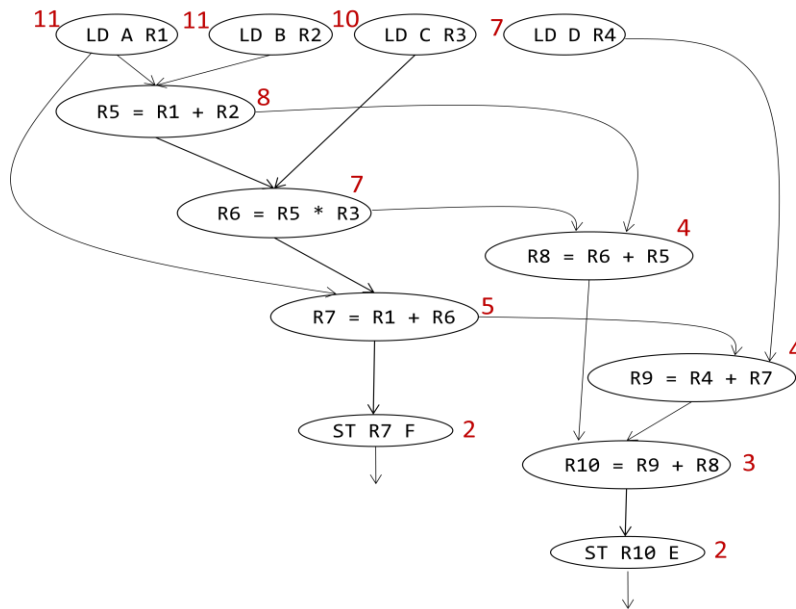 11 LD A R1 11 LD B R2 10 LD C R3 7 LD D R4
R5 = R1 + R2 8
R6 = R5 * R3 7
R8 = R6 + R5 4
R7 = R1 + R6 5
R9 = R4 + R7 4
ST R7 F 2
R10 = R9 + R8 3
ST R10 E 2